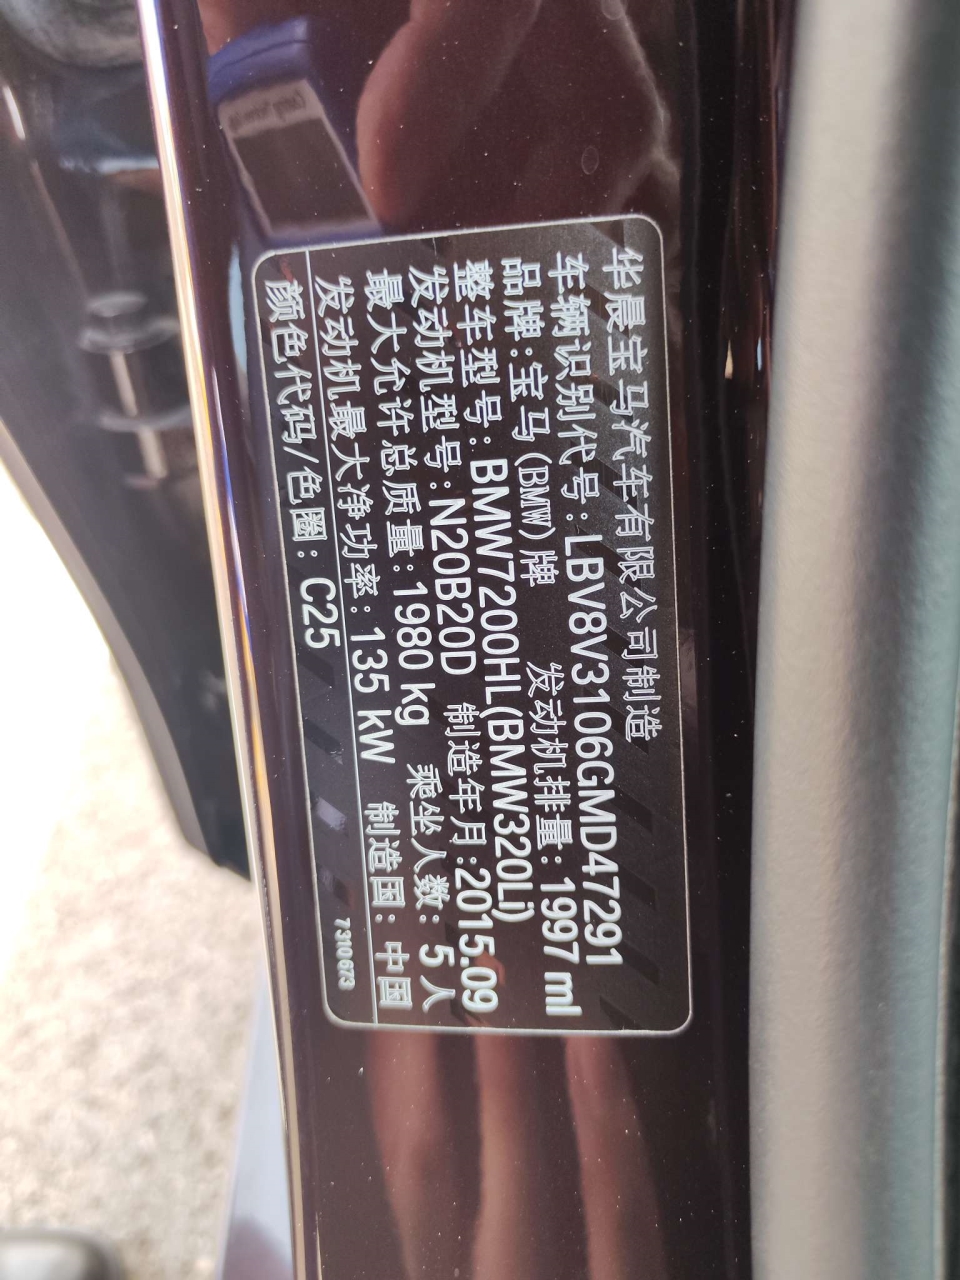 华晨宝马汽车有限公司制造
车辆识别代号:LBV8V3106GMD47291
品牌:宝马(BMW)牌 发动机排量:1997 ml
整车型号:BMW7200HL(BMW320Li)
发动机型号:N20B20D 制造年月:2015.09
最大允许总质量:1980 kg 乘坐人数:5人
发动机最大净功率:135 kW 制造国:中国
颜色代码/色圈:C25
7310673